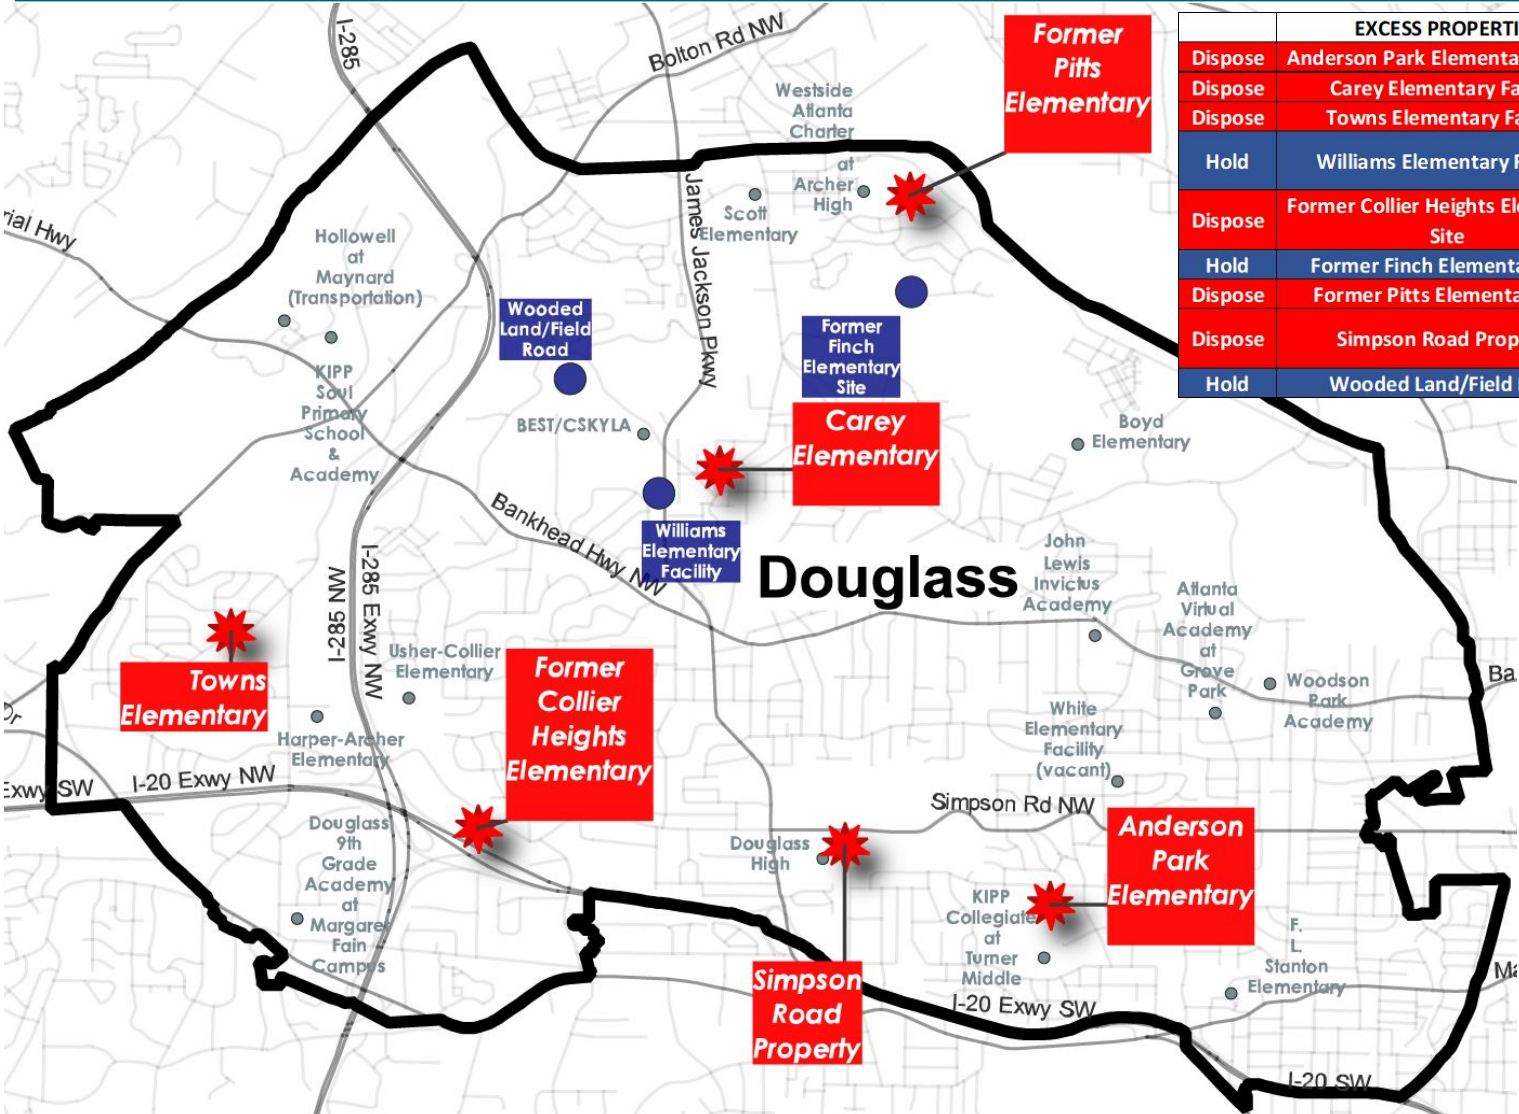 I-285
Bolton Rd NW
Former
Pitts
Elementary
EXCESS PROPERTI
Dispose Anderson Park Elementa
Dispose Carey Elementary Fa
Dispose Towns Elementary Fa
Hold Williams Elementary F
Dispose Former Collier Heights El
Site
Hold Former Finch Elementa
Dispose Former Pitts Elementa
Dispose Simpson Road Prop
Hold Wooded Land/Field
Westside
Atlanta
Charter
at
Archer
High
Scott
Elementary
James Jackson Pkwy
rial Hwy
Hollowell
at
Maynard
(Transportation)
Wooded
Land/Field
Road
Former
Finch
Elementary
Site
KIPP
Soul
Primary
School
&
Academy
BEST/CSKYLA
Carey
Elementary
Boyd
Elementary
Bankhead Hwy NW
Williams
Elementary
Facility
Douglass
John
Lewis
Invictus
Academy
Atlanta
Virtual
Academy
at
Grove
Park
I-285 NW
I-285 Exwy NW
Towns
Elementary
Usher-Collier
Elementary
Former
Collier
Heights
Elementary
Woodson
Park
Academy
Ba
Dr
Harper-Archer
Elementary
White
Elementary
Facility
(vacant)
Exwy SW
I-20 Exwy NW
Simpson Rd NW
Douglass
9th
Grade
Academy
at
Margaret
Fain
Campus
Douglass
High
Anderson
Park
Elementary
KIPP
Collegiate
at
Turner
Middle
F.
L.
Stanton
Elementary
Simpson
Road
Property
I-20 Exwy SW
Ma
I-20 SW